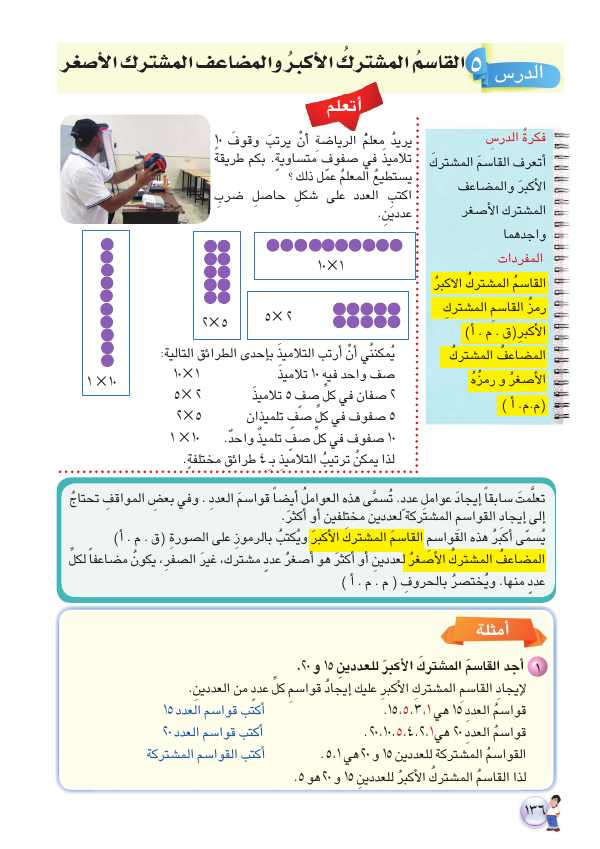 الدرس ٥ القاسمُ المشتركُ الأكبرُ والمضاعف المشترك الأصغر
فكرةُ الدرسِ
أتعرف القاسمَ المشتركَ
الأكبرَ والمضاعف
المشترك الأصغر
واجدهما
المفردات
القاسمُ المشتركُ الاكبرُ
رمزُ القاسمِ المشتركِ
الأكبرِ(ق . م . أ)
المضاعفُ المشتركُ
الأصغرُ و رمزُهُ
(م.م. أ)
أتعلم
يريدُ معلمُ الرياضةِ أنْ يرتبَ وقوفَ ١٠
تلاميذَ في صفوف متساويةٍ. بكم طريقة
يستطيعُ المعلمُ عمَل ذلك ؟
اكتبِ العدد على شكلِ حاصلِ ضربِ
عددينِ.
١×١٠
٢ ×٥
٥×٢
١٠×١
يُمكننُي أنْ أرتبَ التلاميذَ بإحدى الطرائق التالية:
صف واحد فيه ١٠ تلاميذَ ١×١٠
٢ صفان في كلِّ صفٍ ٥ تلاميذَ ٢ ×٥
٥ صفوف في كلِّ صفٍ تلميذان ٥×٢
١٠ صفوف في كلِّ صفٍ تلميذٌ واحدٌ. ١٠× ١
لذا يمكنُ ترتيبُ التلاميذِ بـ٤ طرائق مختلفةٍ.
تعلَّمتَ سابقاً إيجادَ عواملِ عددٍ. تُسمَّى هذه العواملُ أيضاً قواسمَ العددِ . وفي بعضِ المواقفِ تحتاجُ
إلى إيجادِ القواسمِ المشتركة لعددين مختلفين أو أكثرَ.
يُسمّى أكبرُ هذه القواسمِ القاسمَ المشتركَ الأكبرَ ويُكتبُ بالرموزِ على الصورةِ (ق . م . أ)
المضاعفُ المشتركُ الأصغرُ لعددينِ أو أكثرَ هو أصغرُ عددٍ مشترك، غيرَ الصفرِ، يكونُ مضاعفاً لكلِّ
عددٍ منها. ويُختصرُ بالحروفِ ( م . م . أ )
أمثلة
١ أجد القاسمَ المشتركَ الأكبرَ للعددينِ ١٥ و ٢٠.
لإيجادِ القاسمِ المشتركِ الأكبرِ عليك إيجادُ قواسمِ كلِّ عددٍ من العددينِ.
قواسمُ العددِ ١٥ هي ١، ٣، ٥، ١٥. أكتب قواسم العدد ١٥
قواسمُ العددِ ٢٠ هي ١، ٢، ٤، ٥، ١٠، ٢٠. أكتب قواسم العدد ٢٠
القواسمُ المشتركة للعددين ١٥ و ٢٠ هي ١، ٥. أكتب القواسم المشتركة
لذا القاسمُ المشتركُ الأكبرُ للعددينِ ١٥ و ٢٠ هو ٥.
١٣٦